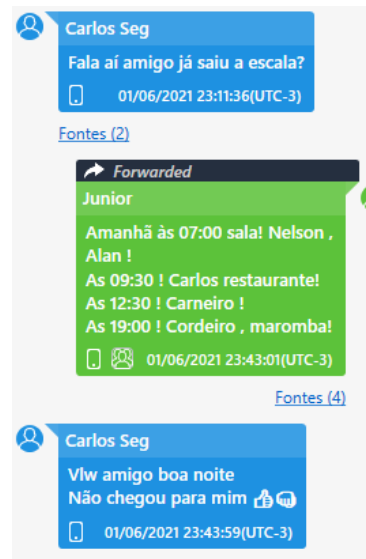 Carlos Seg
Fala aí amigo já saiu a escala?
01/06/2021 23:11:36(UTC-3)
Fontes (2)
Forwarded
Junior
Amanhã às 07:00 sala! Nelson ,
Alan !
As 09:30 ! Carlos restaurante!
As 12:30 ! Carneiro !
As 19:00 ! Cordeiro , maromba!
01/06/2021 23:43:01(UTC-3)
Fontes (4)
Carlos Seg
Vlw amigo boa noite
Não chegou para mim 👍👊
01/06/2021 23:43:59(UTC-3)